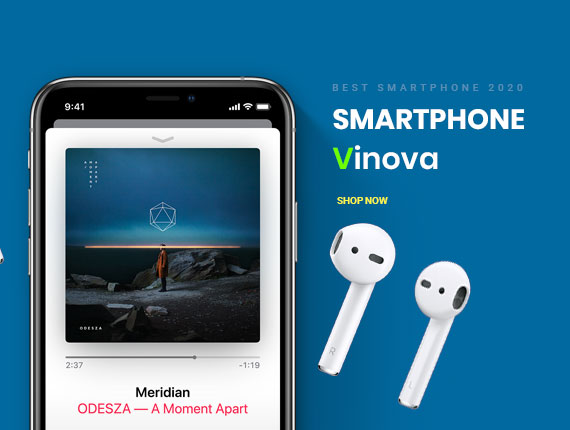 BEST SMARTPHONE 2020
SMARTPHONE
Vinova
SHOP NOW
9:41
ODESZA
2:37
-1:19
Meridian
ODESZA — A Moment Apart
R
L